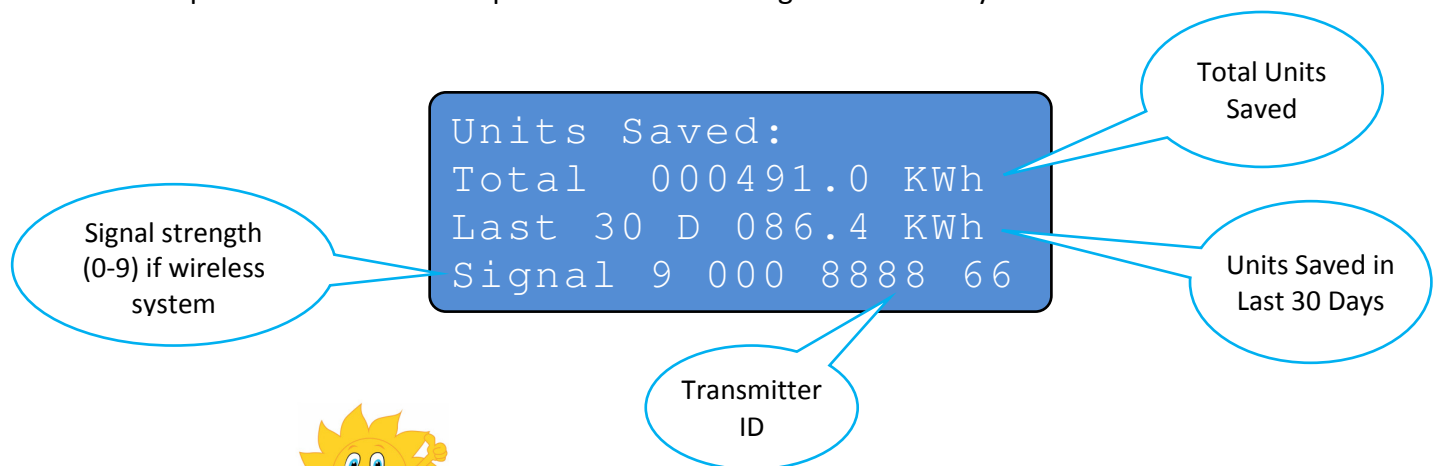 Units Saved:
Total 000491.0 KWh
Last 30 D 086.4 KWh
Signal 9 000 8888 66
Total Units
Saved
Signal strength
(0-9) if wireless
system
Units Saved in
Last 30 Days
Transmitter
ID